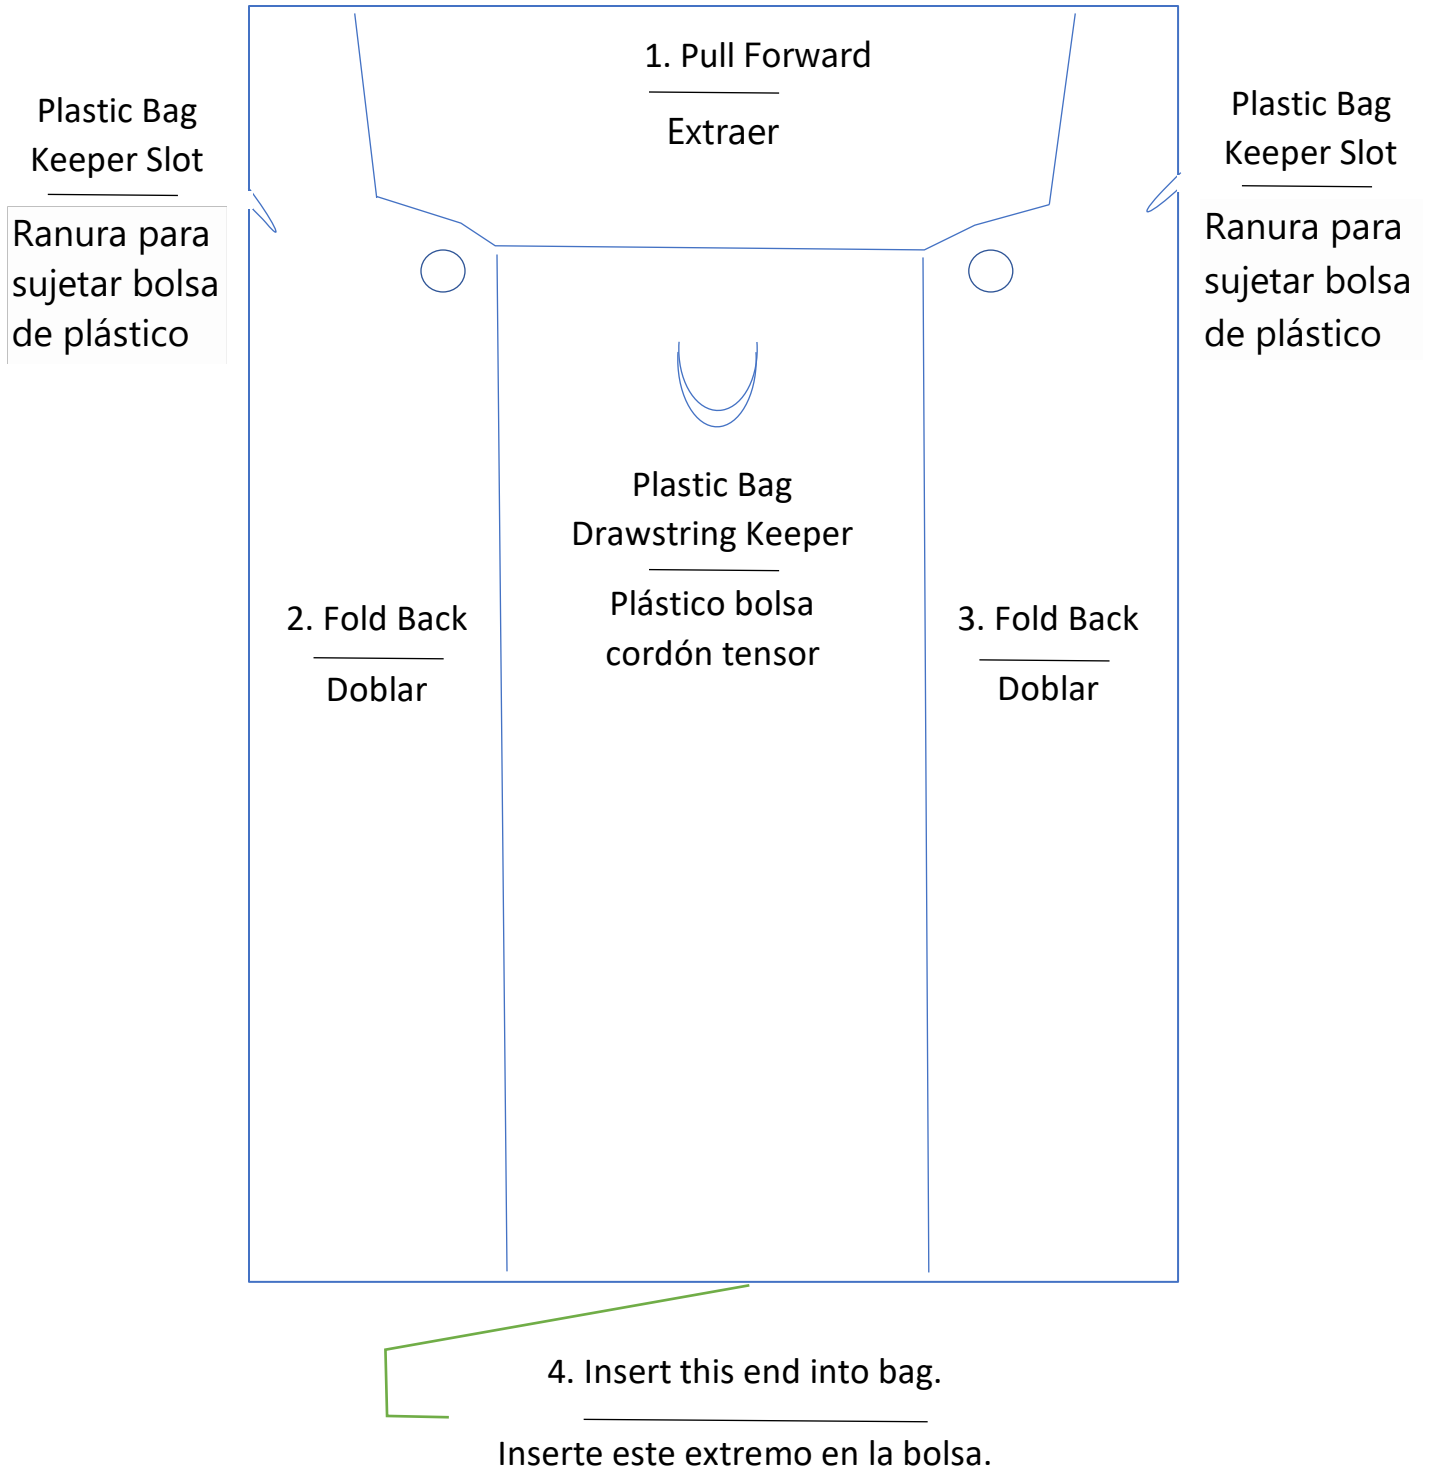 1. Pull Forward
Extraer
Plastic Bag
Keeper Slot
Ranura para
sujetar bolsa
de plástico
Plastic Bag
Keeper Slot
Ranura para
sujetar bolsa
de plástico
Plastic Bag
Drawstring Keeper
Plástico bolsa
cordón tensor
2. Fold Back
Doblar
3. Fold Back
Doblar
4. Insert this end into bag.
Inserte este extremo en la bolsa.